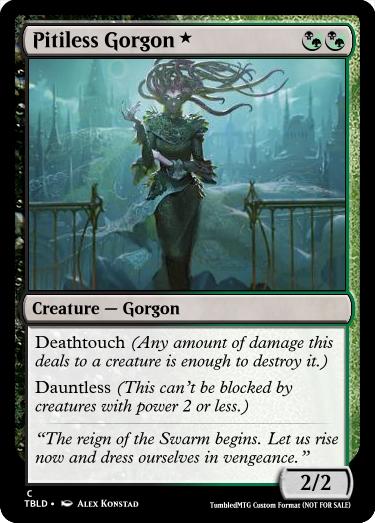 Pitiless Gorgon ★
Creature — Gorgon
Deathtouch (Any amount of damage this
deals to a creature is enough to destroy it.)
Dauntless (This can't be blocked by
creatures with power 2 or less.)
“The reign of the Swarm begins. Let us rise
now and dress ourselves in vengeance.”
2/2
C
TBLD • Alex Konstad
TumbledMTG Custom Format (NOT FOR SALE)